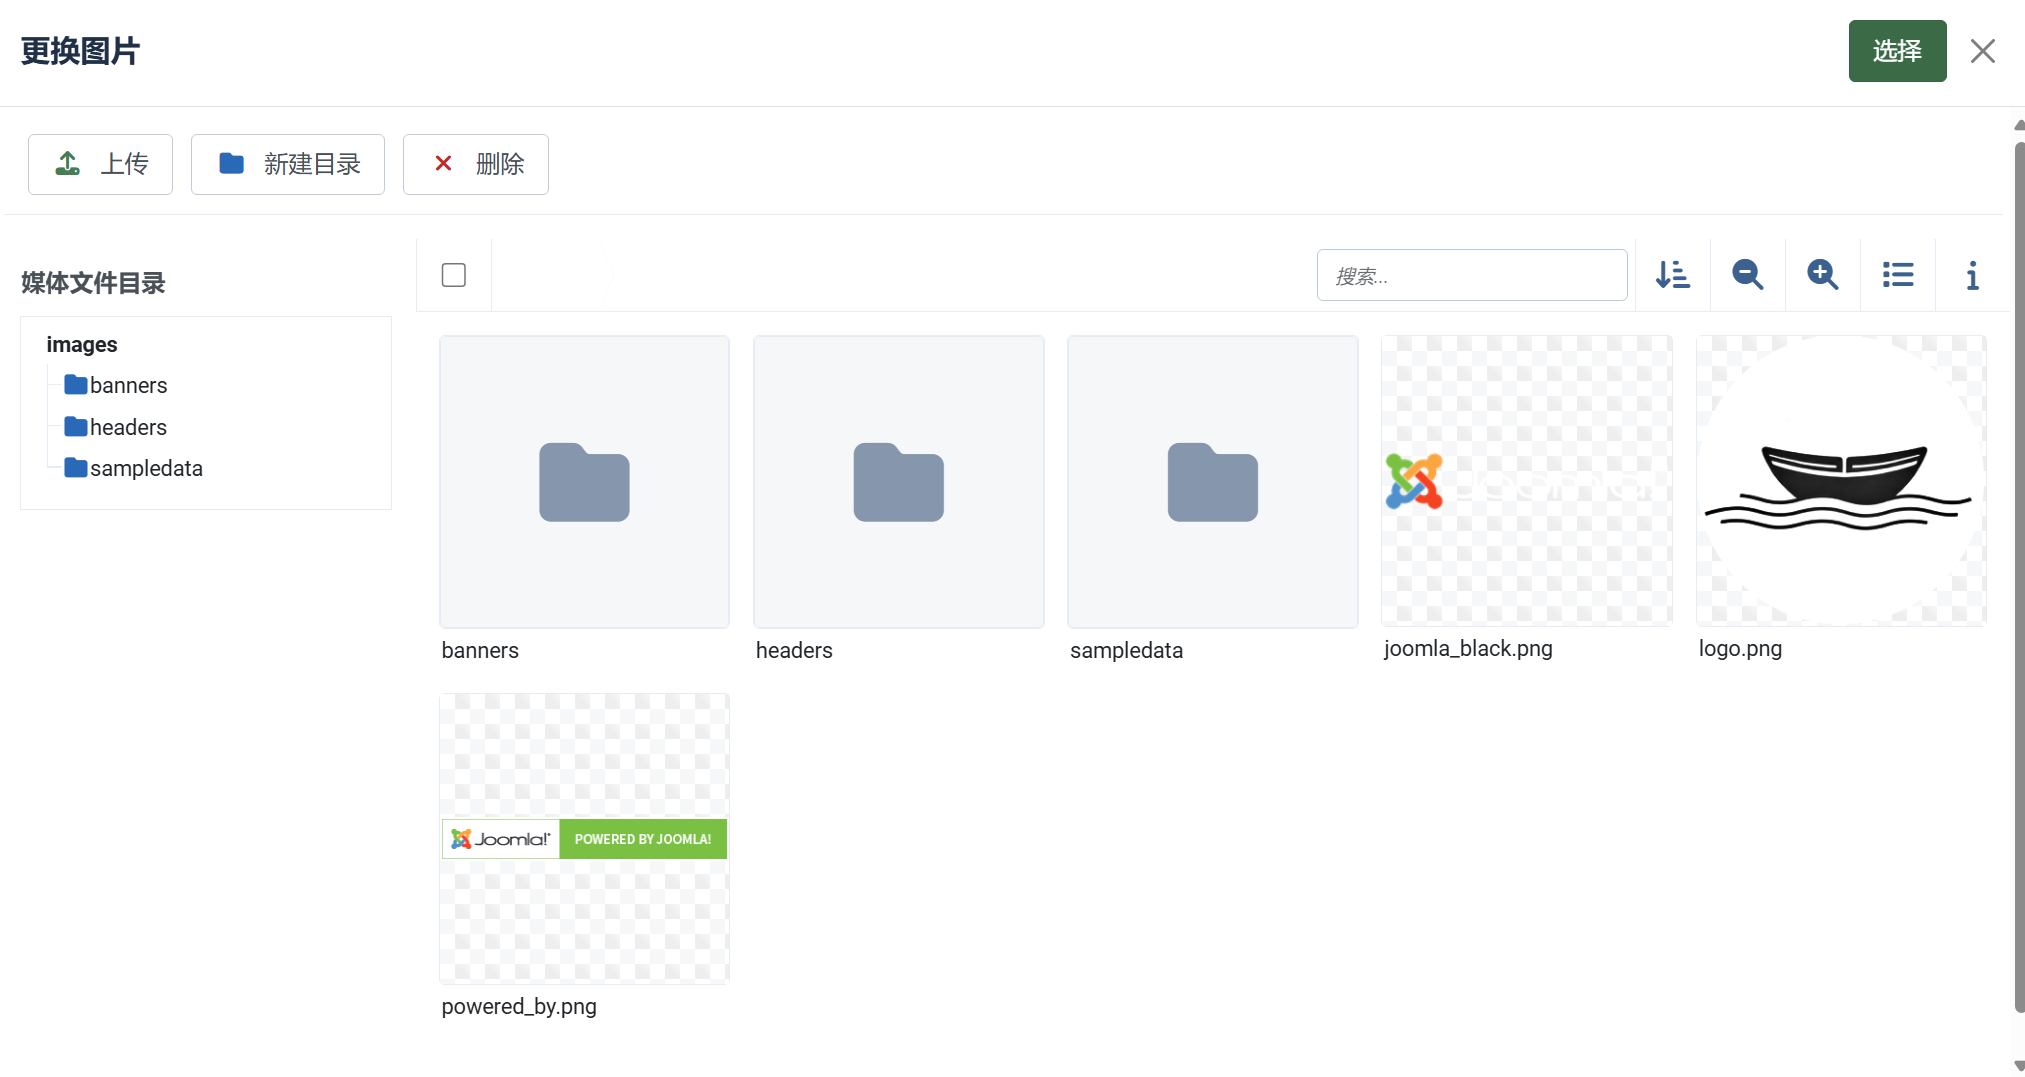 更换图片
选择
上传
新建目录
删除
媒体文件目录
搜索...
images
banners
headers
sampledata
banners
headers
sampledata
Joomla!
joomla_black.png
logo.png
Joomla! POWERED BY JOOMLA!
powered_by.png